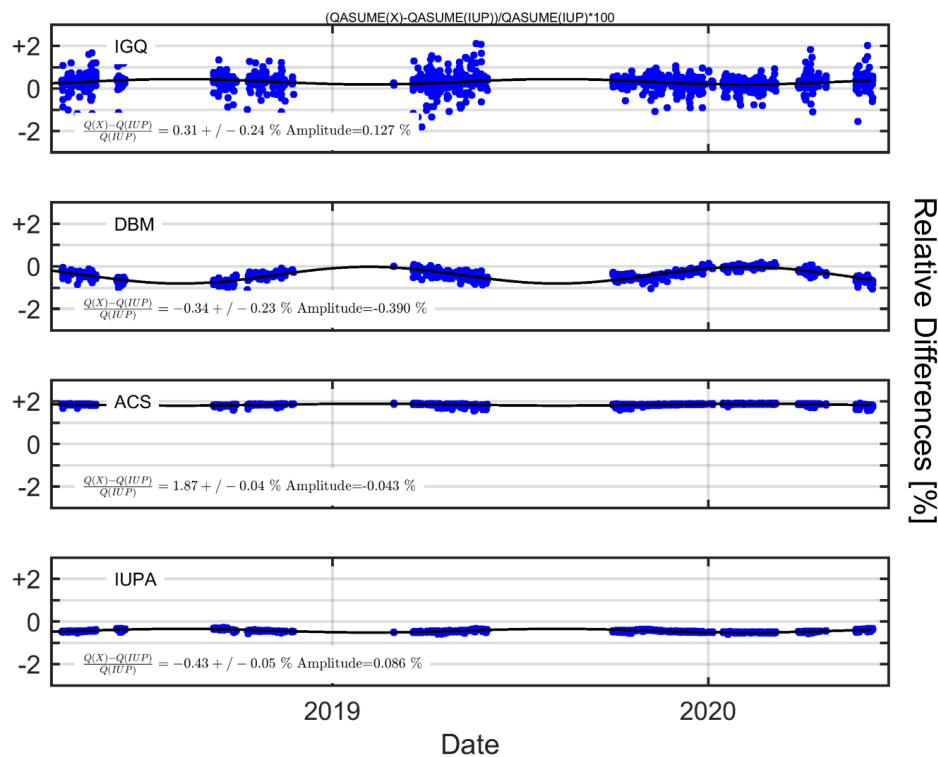 (QASUME(X)-QASUME(IUP))/QASUME(IUP)*100
+2
IGQ
0
-2
Q(X)−Q(IUP)
Q(IUP)
= 0.31 + / − 0.24 % Amplitude=0.127 %
+2
DBM
0
-2
Q(X)−Q(IUP)
Q(IUP)
= −0.34 + / − 0.23 % Amplitude=-0.390 %
+2
ACS
0
-2
Q(X)−Q(IUP)
Q(IUP)
= 1.87 + / − 0.04 % Amplitude=-0.043 %
+2
IUPA
0
-2
Q(X)−Q(IUP)
Q(IUP)
= −0.43 + / − 0.05 % Amplitude=0.086 %
2019
2020
Date
Relative Differences [%]